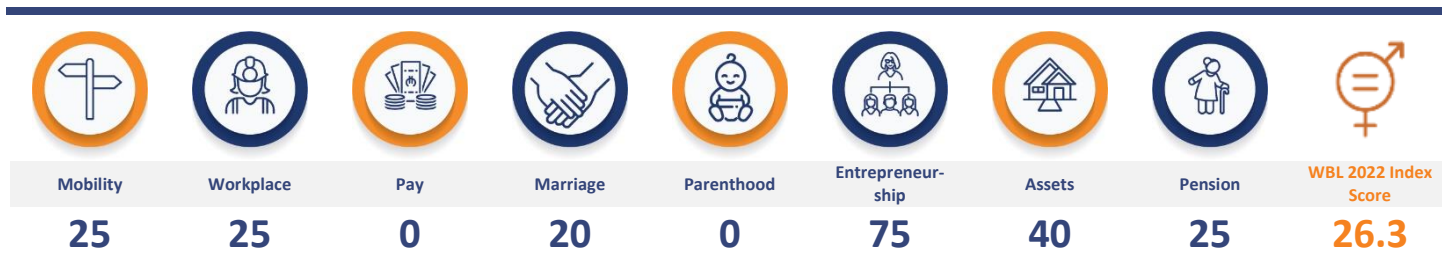 Mobility
Workplace
Pay
Marriage
Parenthood
Entrepreneur-
ship
Assets
Pension
WBL 2022 Index
Score
25
25
0
20
0
75
40
25
26.3